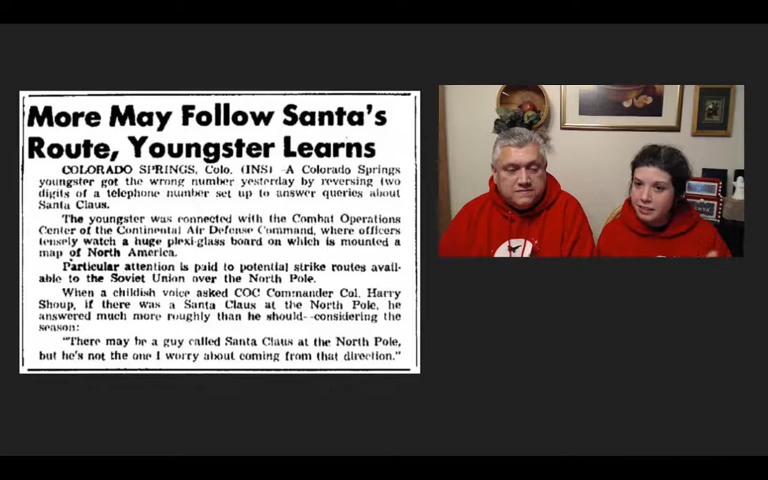 More May Follow Santa's
Route, Youngster Learns
COLORADO SPRINGS, Colo. (INS) —A Colorado Springs
youngster got the wrong number yesterday by reversing two
digits of a telephone number set up to answer queries about
Santa Claus.
The youngster was connected with the Combat Operations
Center of the Continental Air Defense Command, where officers
tensely watch a huge plexi-glass board on which is mounted a
map of North America.
Particular attention is paid to potential strike routes avail-
able to the Soviet Union over the North Pole.
When a childish voice asked COC Commander Col. Harry
Shoup, if there was a Santa Claus at the North Pole, he
answered much more roughly than he should--considering the
season:
"There may be a guy called Santa Claus at the North Pole,
but he's not the one I worry about coming from that direction."